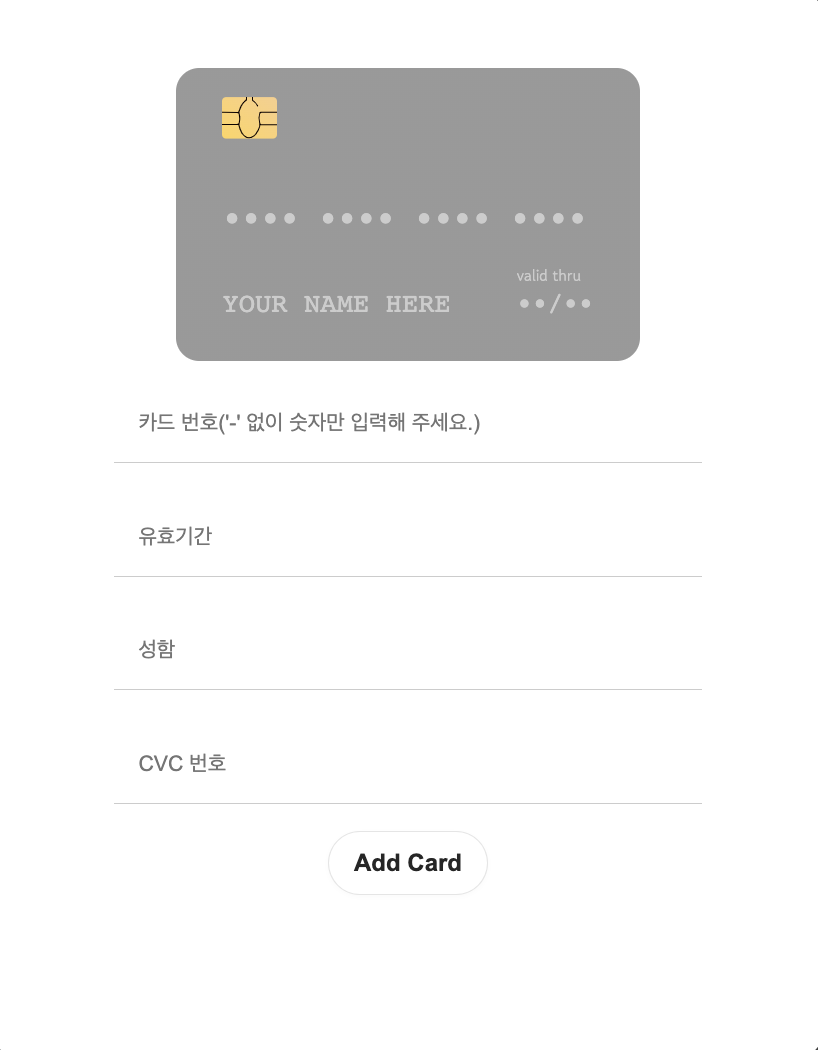 •••• •••• •••• ••••
valid thru
YOUR NAME HERE ••/••
카드 번호('-' 없이 숫자만 입력해 주세요.)
유효기간
성함
CVC 번호
Add Card